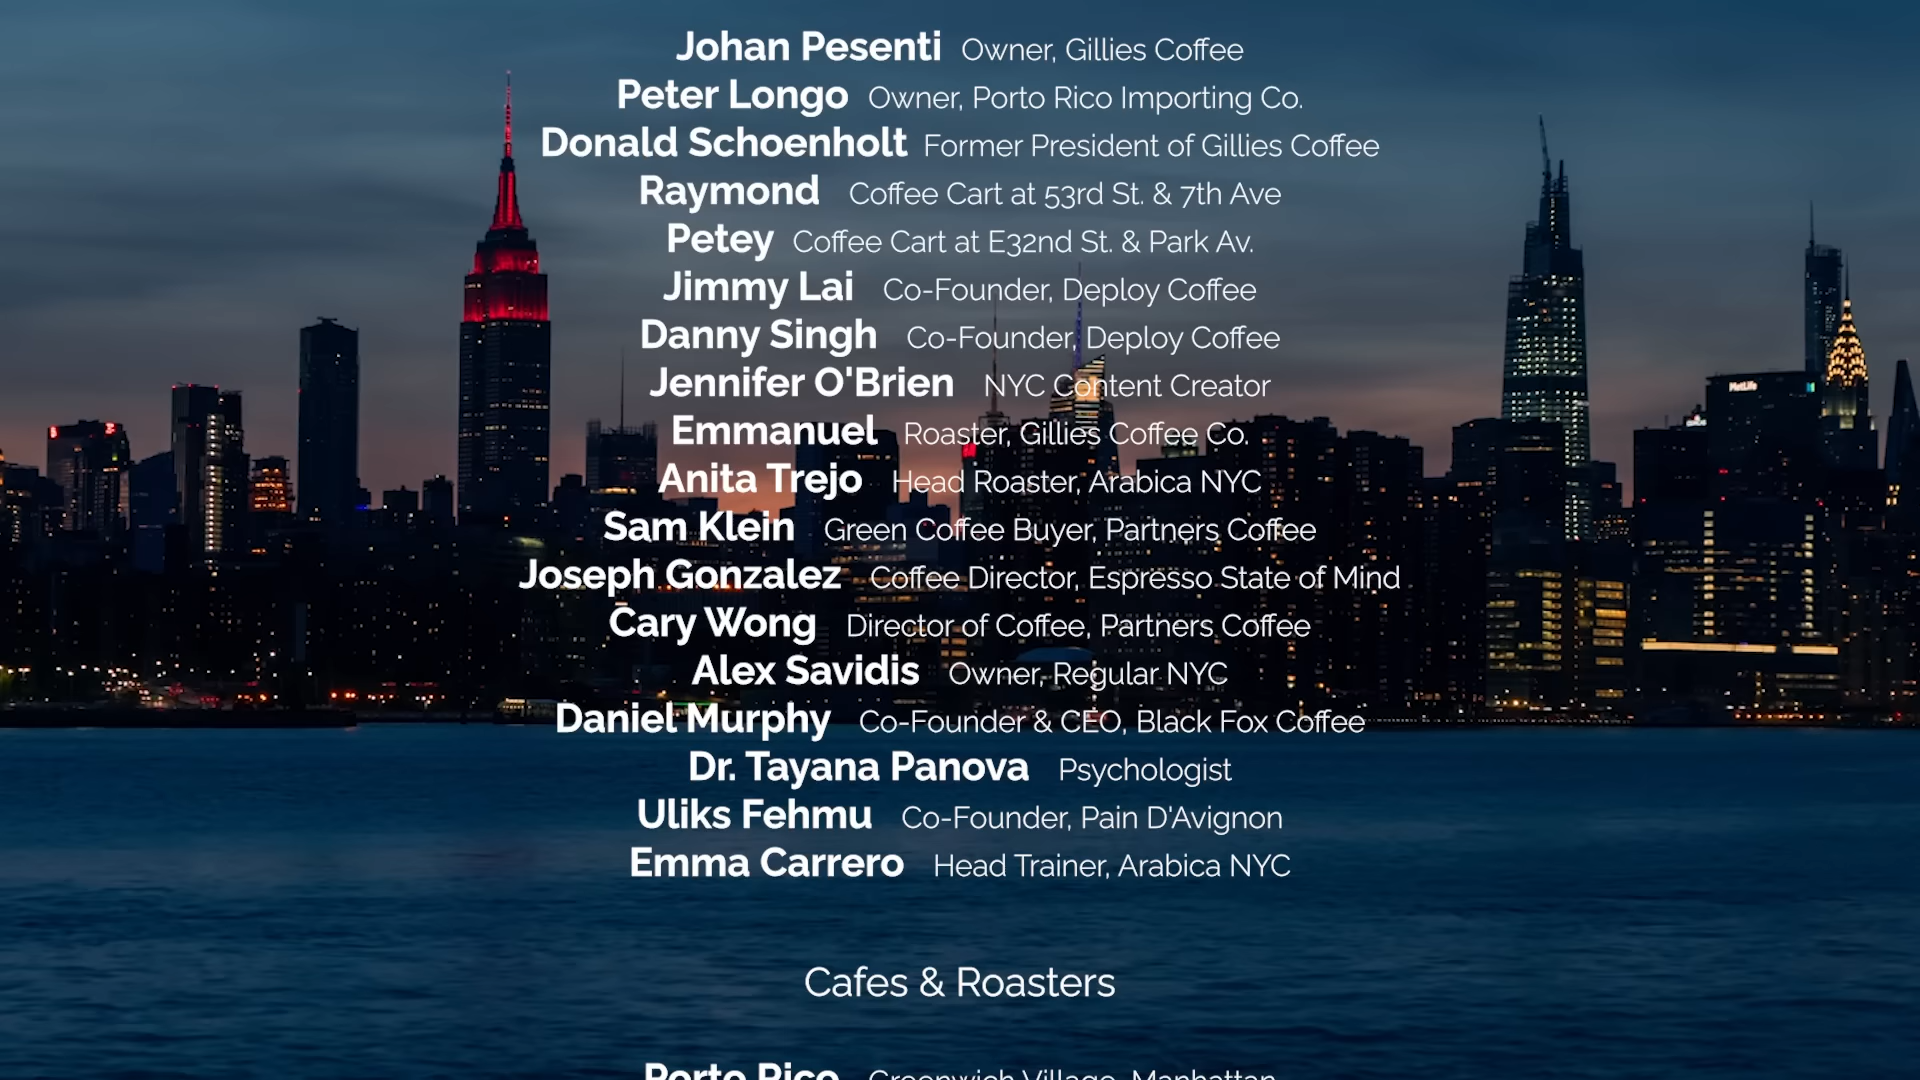 Johan Pesenti Owner, Gillies Coffee
Peter Longo Owner, Porto Rico Importing Co.
Donald Schoenholt Former President of Gillies Coffee
Raymond Coffee Cart at 53rd St. & 7th Ave
Petey Coffee Cart at E32nd St. & Park Av.
Jimmy Lai Co-Founder, Deploy Coffee
Danny Singh Co-Founder, Deploy Coffee
Jennifer O'Brien NYC Content Creator
Emmanuel Roaster, Gillies Coffee Co.
Anita Trejo Head Roaster, Arabica NYC
Sam Klein Green Coffee Buyer, Partners Coffee
Joseph Gonzalez Coffee Director, Espresso State of Mind
Cary Wong Director of Coffee, Partners Coffee
Alex Savidis Owner, Regular NYC
Daniel Murphy Co-Founder & CEO, Black Fox Coffee
Dr. Tayana Panova Psychologist
Uliks Fehmu Co-Founder, Pain D'Avignon
Emma Carrero Head Trainer, Arabica NYC
Cafes & Roasters
Porto Rico Greenwich Village, Manhattan
MetLife